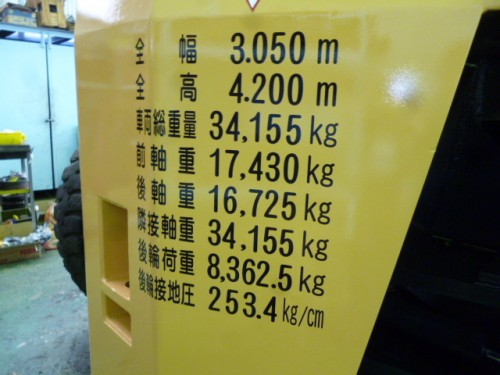 全幅 3.050 m
全高 4.200 m
車両総重量 34,155 kg
前軸重 17,430 kg
後軸重 16,725 kg
隣接軸重 34,155 kg
後輪荷重 8,362.5 kg
後輪接地圧 253.4 kg/cm